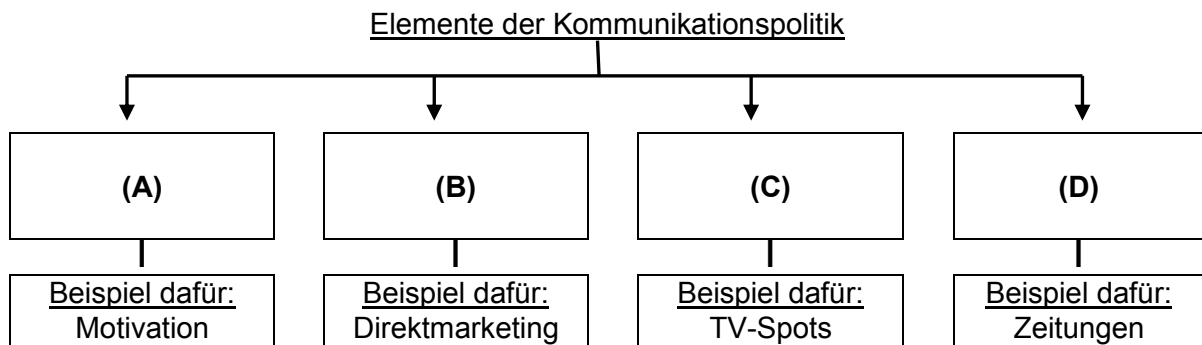 Elemente der Kommunikationspolitik
(A)
(B)
(C)
(D)
Beispiel dafür:
Motivation
Beispiel dafür:
Direktmarketing
Beispiel dafür:
TV-Spots
Beispiel dafür:
Zeitungen